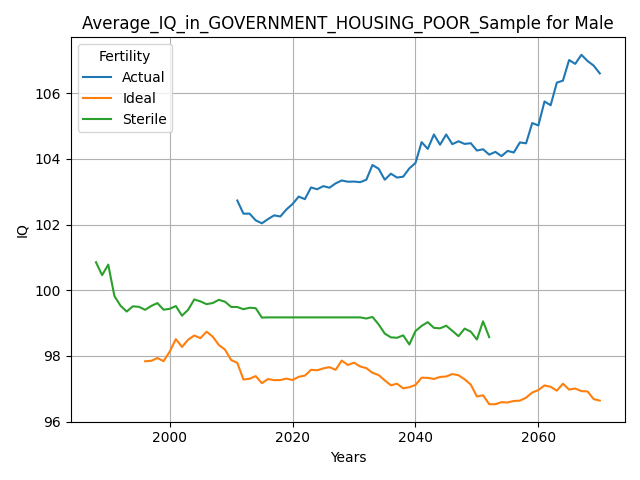 Average_IQ_in_GOVERNMENT_HOUSING_POOR_Sample for Male
Fertility
Actual
Ideal
Sterile
IQ
106
104
102
100
98
96
2000
2020
2040
2060
Years